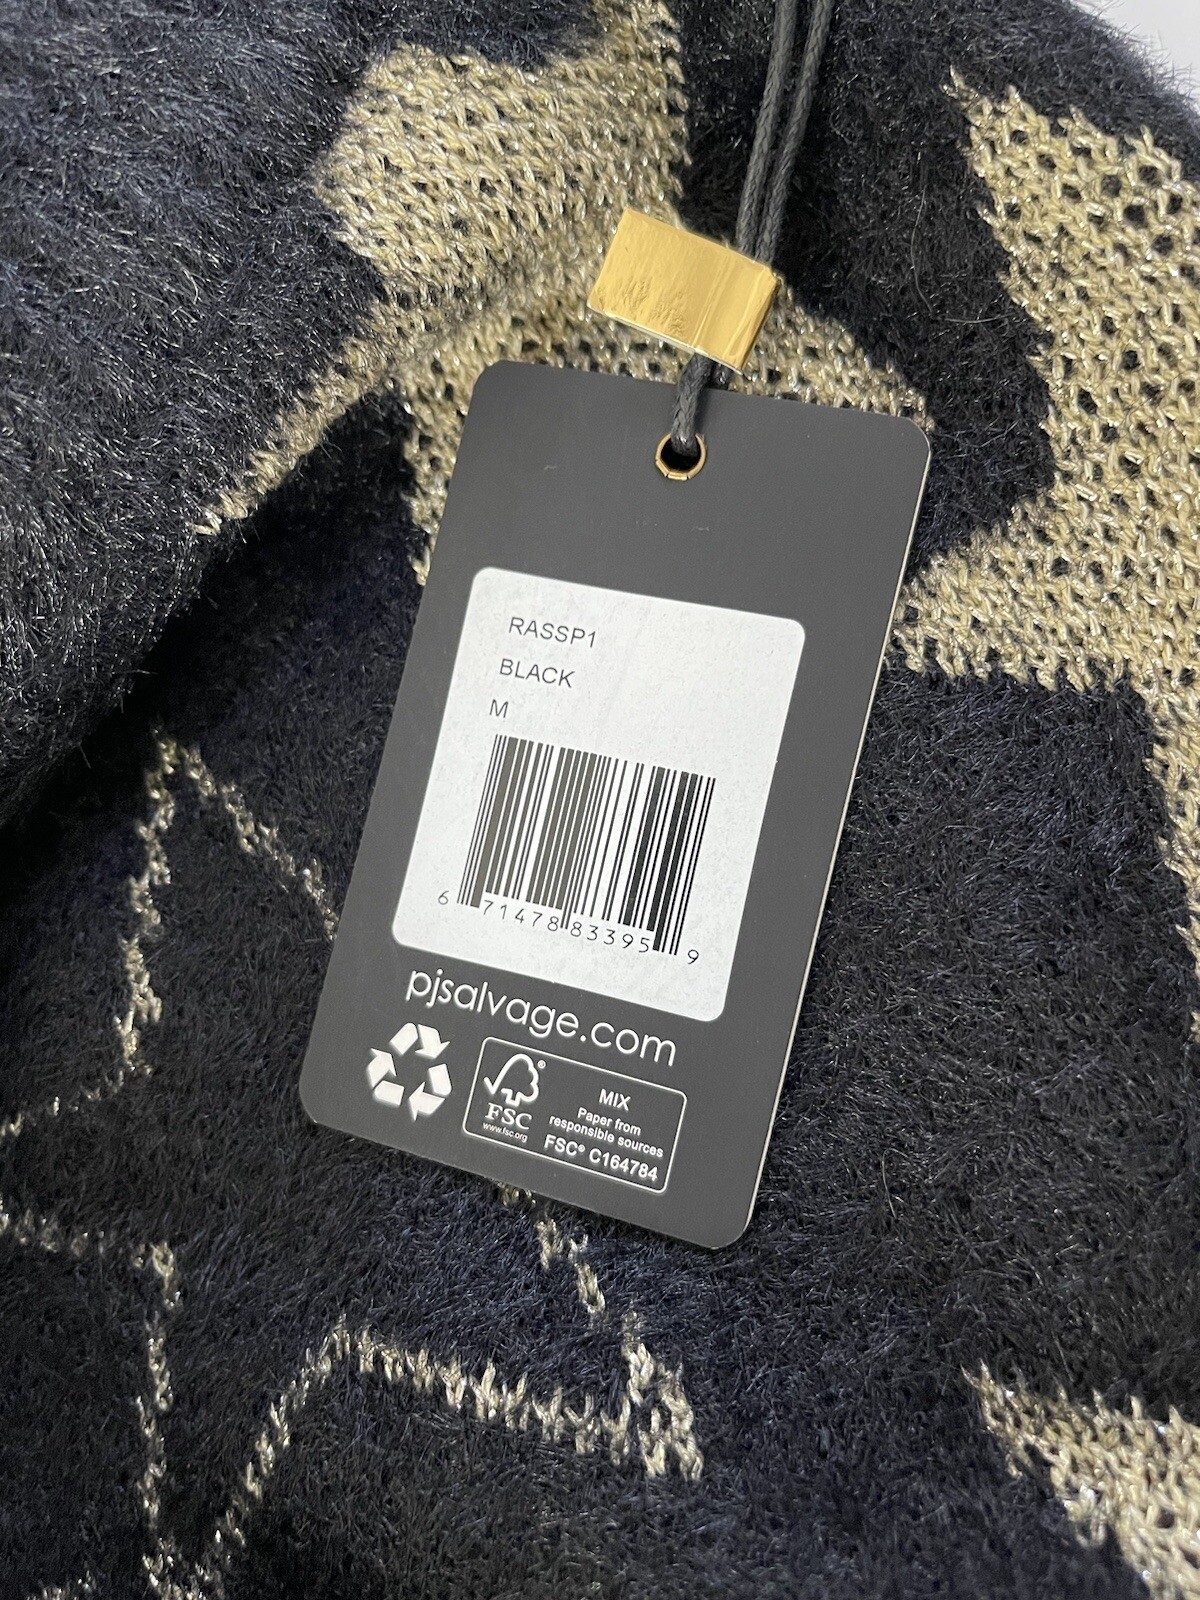 RASSP1
BLACK
M
6 71478 83395 9
pjsalvage.com
FSC®
www.fsc.org
MIX
Paper from
responsible sources
FSC® C164784